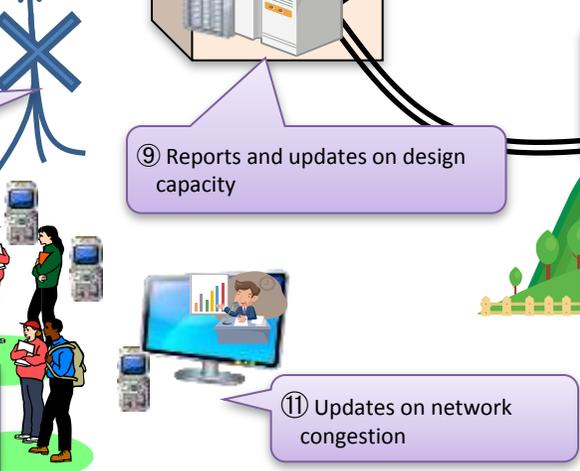 ⑨ Reports and updates on design
capacity
⑪ Updates on network
congestion